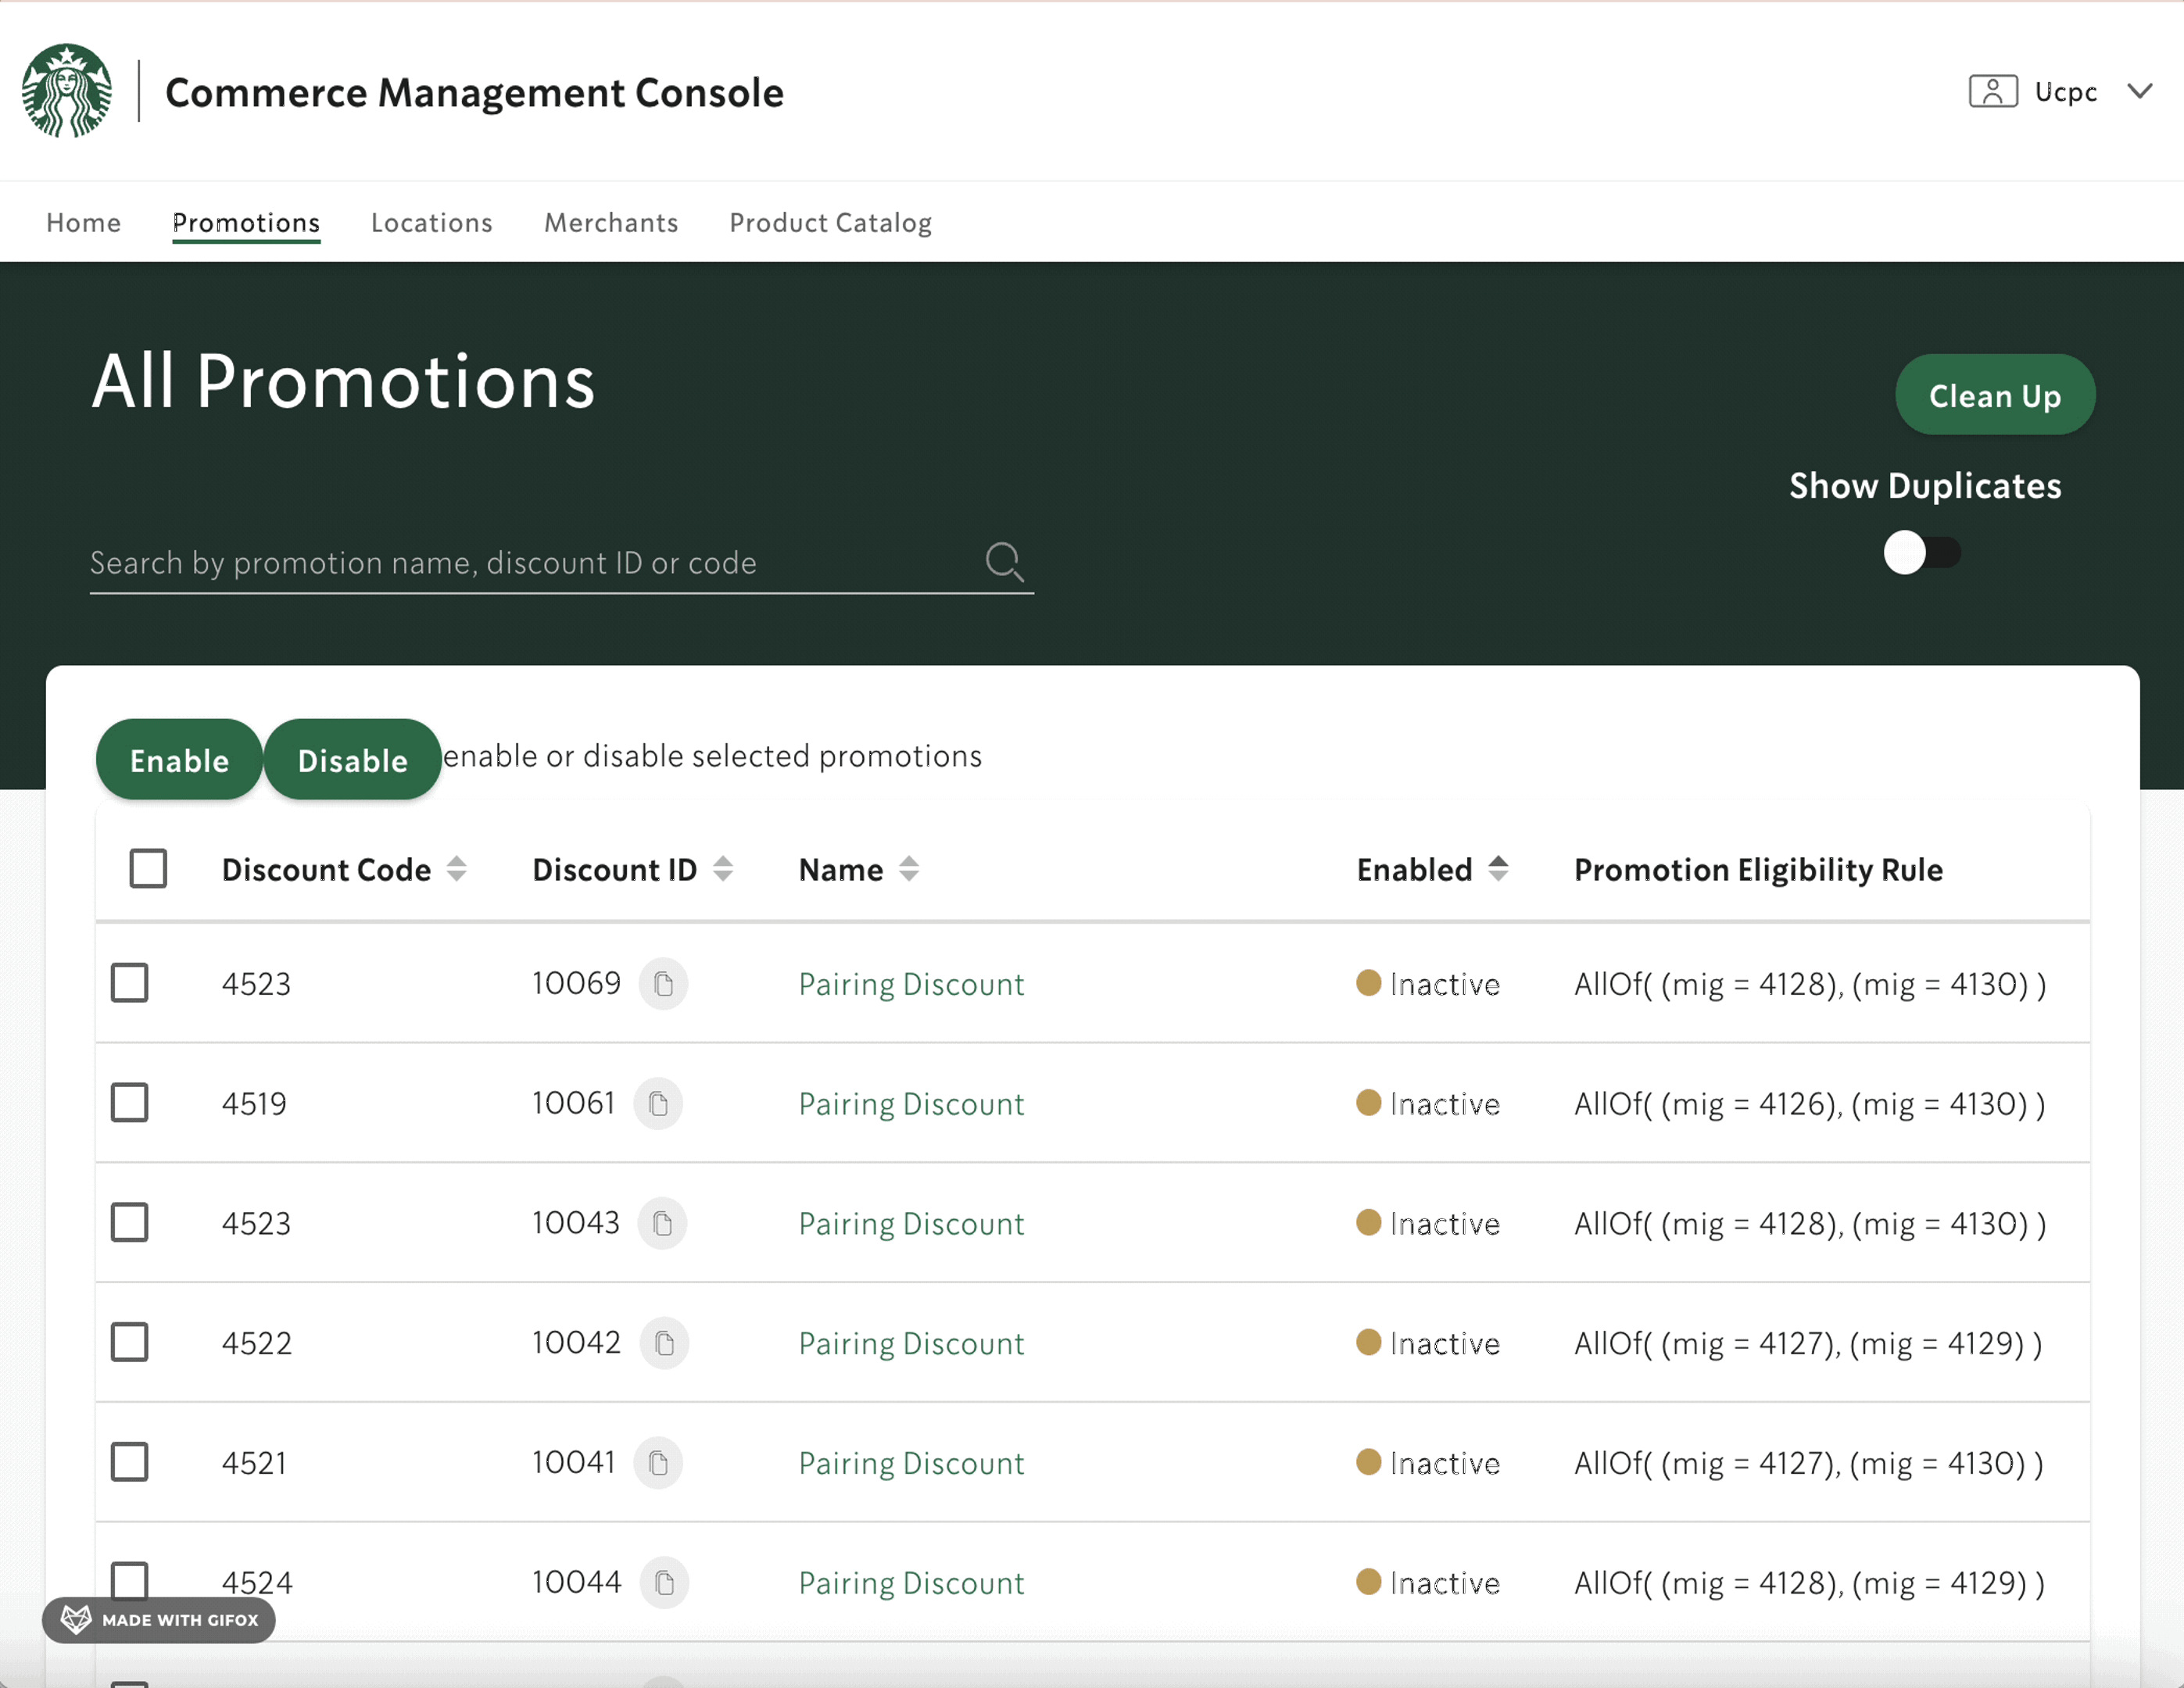 Commerce Management Console
Ucpc
Home Promotions Locations Merchants Product Catalog
All Promotions
Clean Up
Show Duplicates
Search by promotion name, discount ID or code
Enable Disable enable or disable selected promotions
Discount Code Discount ID Name Enabled Promotion Eligibility Rule
4523 10069 Pairing Discount Inactive AllOf( (mig = 4128), (mig = 4130) )
4519 10061 Pairing Discount Inactive AllOf( (mig = 4126), (mig = 4130) )
4523 10043 Pairing Discount Inactive AllOf( (mig = 4128), (mig = 4130) )
4522 10042 Pairing Discount Inactive AllOf( (mig = 4127), (mig = 4129) )
4521 10041 Pairing Discount Inactive AllOf( (mig = 4127), (mig = 4130) )
4524 10044 Pairing Discount Inactive AllOf( (mig = 4128), (mig = 4129) )
MADE WITH GIFOX